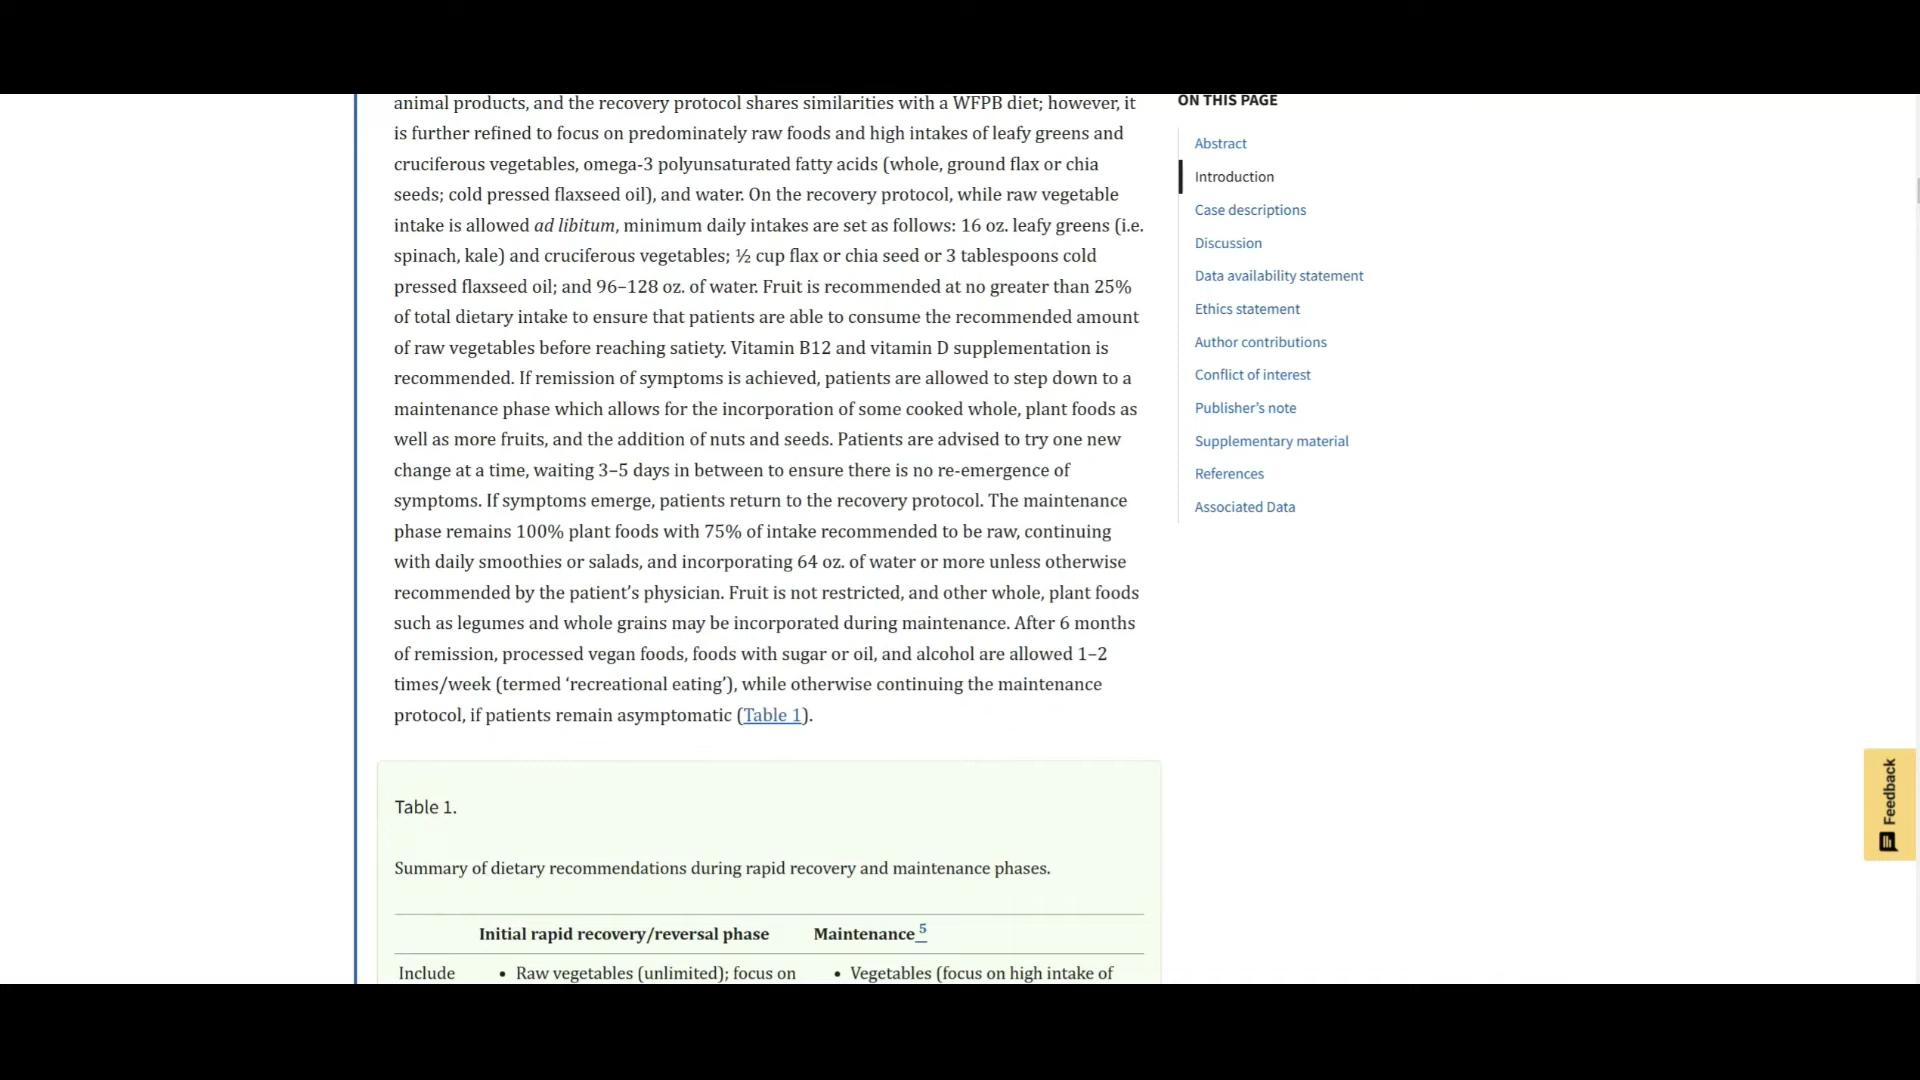 animal products, and the recovery protocol shares similarities with a WFPB diet; however, it
is further refined to focus on predominately raw foods and high intakes of leafy greens and
cruciferous vegetables, omega-3 polyunsaturated fatty acids (whole, ground flax or chia
seeds; cold pressed flaxseed oil), and water. On the recovery protocol, while raw vegetable
intake is allowed ad libitum, minimum daily intakes are set as follows: 16 oz. leafy greens (i.e.
spinach, kale) and cruciferous vegetables; ½ cup flax or chia seed or 3 tablespoons cold
pressed flaxseed oil; and 96–128 oz. of water. Fruit is recommended at no greater than 25%
of total dietary intake to ensure that patients are able to consume the recommended amount
of raw vegetables before reaching satiety. Vitamin B12 and vitamin D supplementation is
recommended. If remission of symptoms is achieved, patients are allowed to step down to a
maintenance phase which allows for the incorporation of some cooked whole, plant foods as
well as more fruits, and the addition of nuts and seeds. Patients are advised to try one new
change at a time, waiting 3–5 days in between to ensure there is no re-emergence of
symptoms. If symptoms emerge, patients return to the recovery protocol. The maintenance
phase remains 100% plant foods with 75% of intake recommended to be raw, continuing
with daily smoothies or salads, and incorporating 64 oz. of water or more unless otherwise
recommended by the patient’s physician. Fruit is not restricted, and other whole, plant foods
such as legumes and whole grains may be incorporated during maintenance. After 6 months
of remission, processed vegan foods, foods with sugar or oil, and alcohol are allowed 1–2
times/week (termed ‘recreational eating’), while otherwise continuing the maintenance
protocol, if patients remain asymptomatic (Table 1).
Table 1.
Summary of dietary recommendations during rapid recovery and maintenance phases.
Initial rapid recovery/reversal phase Maintenance 5
Include • Raw vegetables (unlimited); focus on • Vegetables (focus on high intake of
ON THIS PAGE
Abstract
Introduction
Case descriptions
Discussion
Data availability statement
Ethics statement
Author contributions
Conflict of interest
Publisher’s note
Supplementary material
References
Associated Data
Feedback